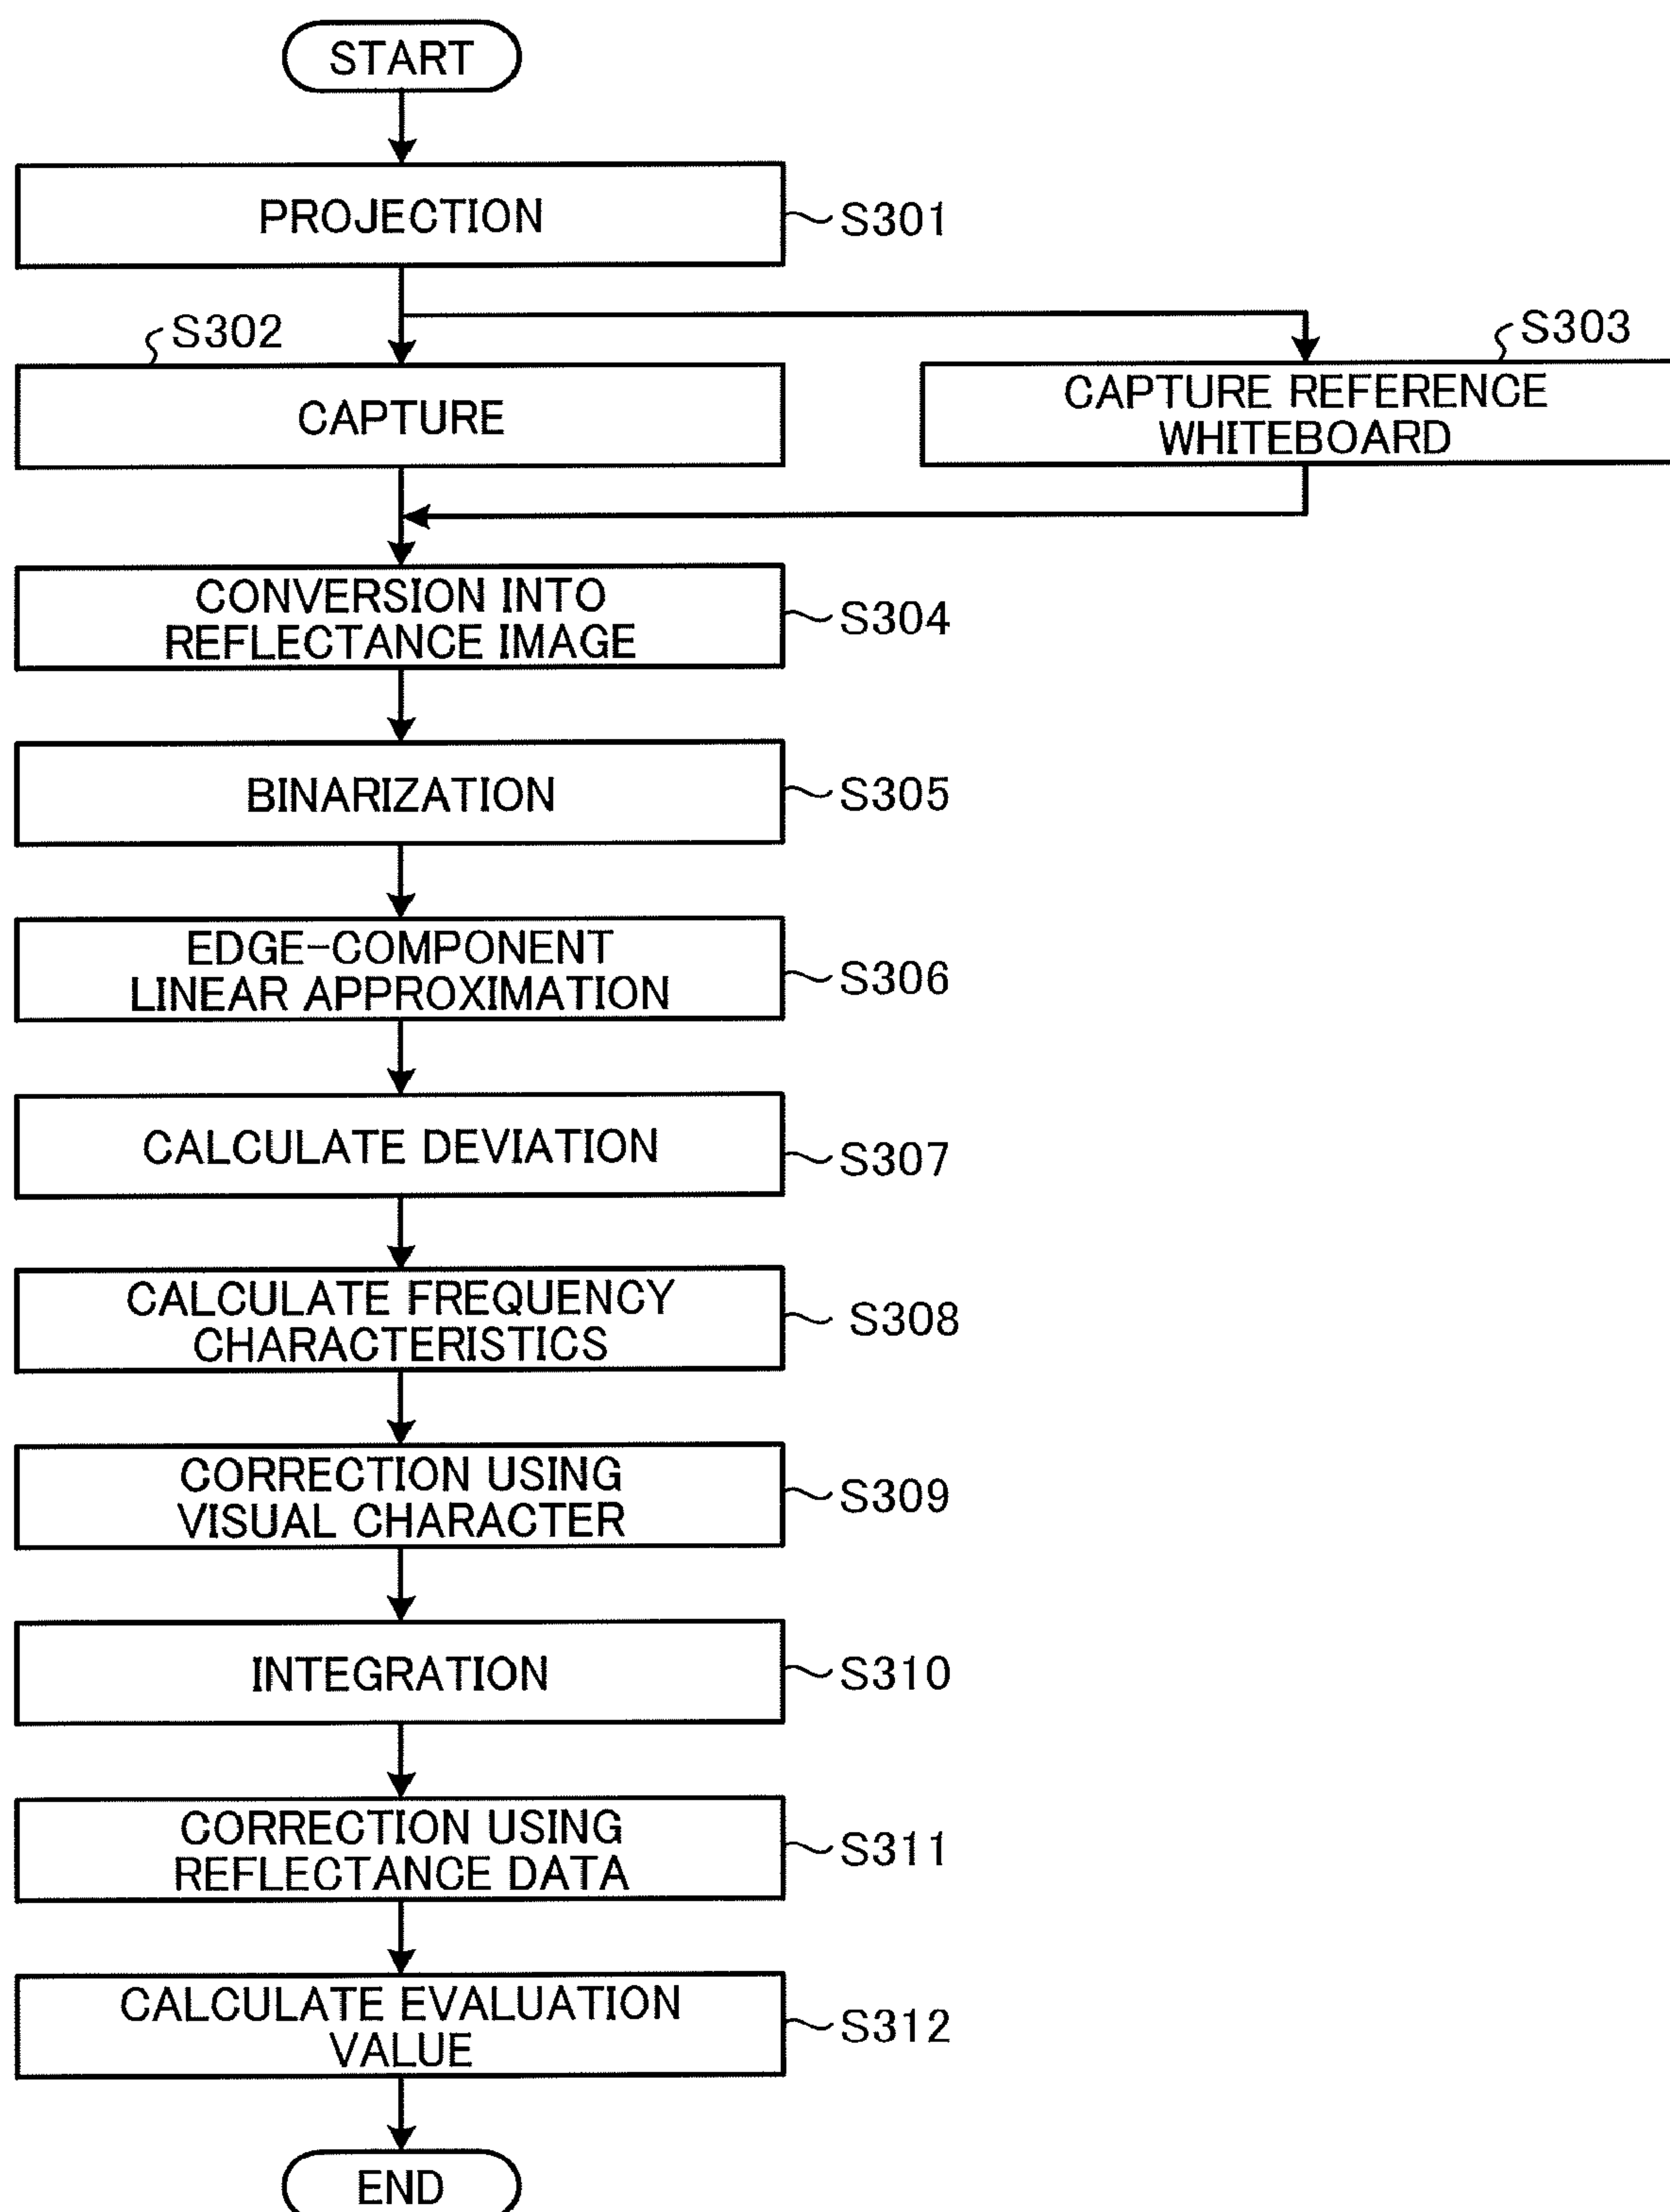 START
PROJECTION
S301
S302
S303
CAPTURE
CAPTURE REFERENCE
WHITEBOARD
CONVERSION INTO
REFLECTANCE IMAGE
S304
BINARIZATION
S305
EDGE-COMPONENT
LINEAR APPROXIMATION
S306
CALCULATE DEVIATION
S307
CALCULATE FREQUENCY
CHARACTERISTICS
S308
CORRECTION USING
VISUAL CHARACTER
S309
INTEGRATION
S310
CORRECTION USING
REFLECTANCE DATA
S311
CALCULATE EVALUATION
VALUE
S312
END